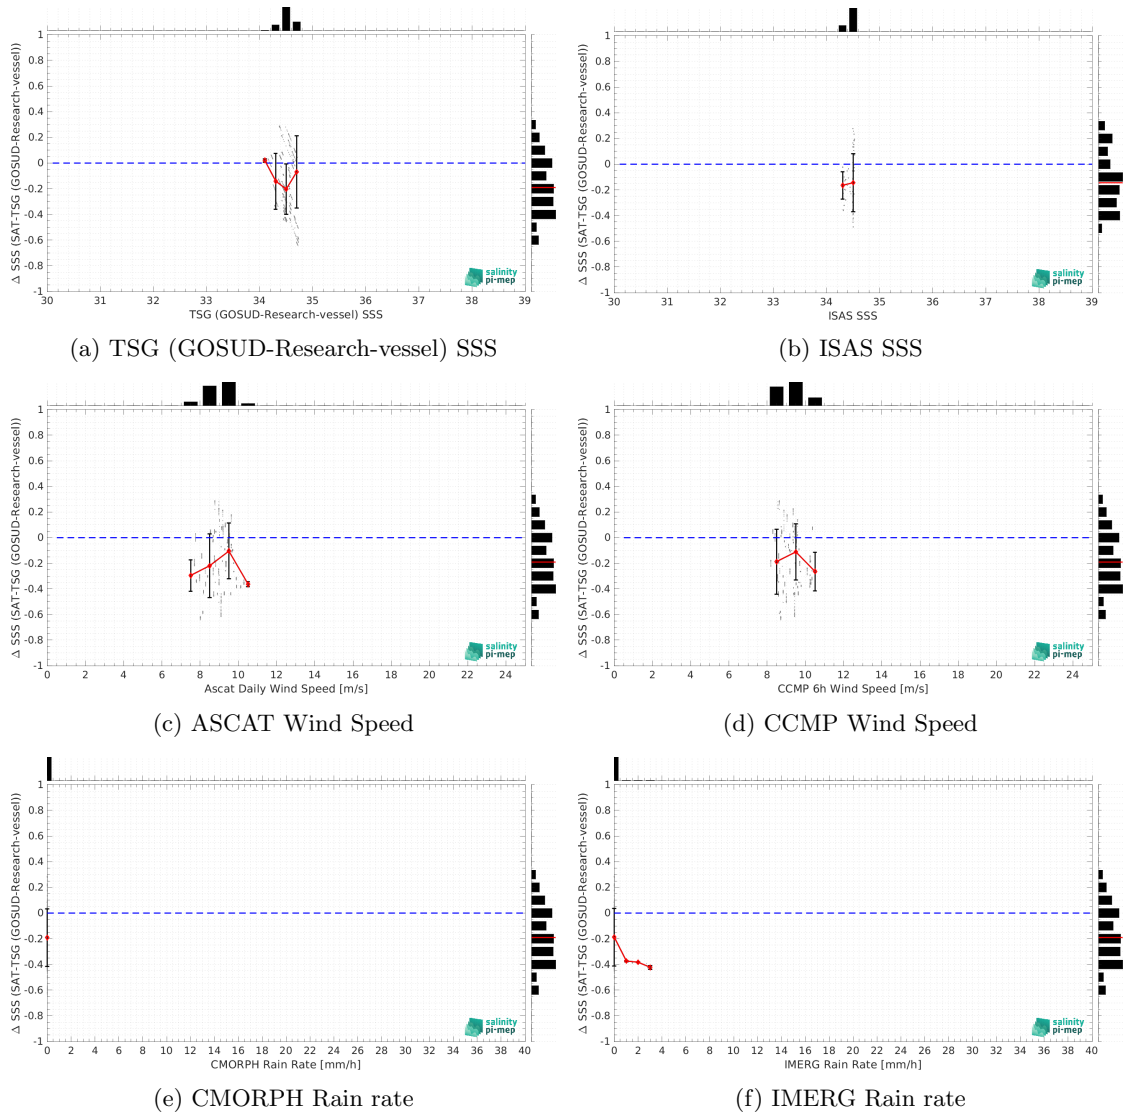 Δ SSS (SAT-TSG (GOSUD-Research-vessel))
1
0.8
0.6
0.4
0.2
0
-0.2
-0.4
-0.6
-0.8
-1
30 31 32 33 34 35 36 37 38 39
TSG (GOSUD-Research-vessel) SSS
salinity
pi-mep
(a) TSG (GOSUD-Research-vessel) SSS
Δ SSS (SAT-TSG (GOSUD-Research-vessel))
1
0.8
0.6
0.4
0.2
0
-0.2
-0.4
-0.6
-0.8
-1
30 31 32 33 34 35 36 37 38 39
ISAS SSS
salinity
pi-mep
(b) ISAS SSS
Δ SSS (SAT-TSG (GOSUD-Research-vessel))
1
0.8
0.6
0.4
0.2
0
-0.2
-0.4
-0.6
-0.8
-1
0 2 4 6 8 10 12 14 16 18 20 22 24
Ascat Daily Wind Speed [m/s]
salinity
pi-mep
(c) ASCAT Wind Speed
Δ SSS (SAT-TSG (GOSUD-Research-vessel))
1
0.8
0.6
0.4
0.2
0
-0.2
-0.4
-0.6
-0.8
-1
0 2 4 6 8 10 12 14 16 18 20 22 24
CCMP 6h Wind Speed [m/s]
salinity
pi-mep
(d) CCMP Wind Speed
Δ SSS (SAT-TSG (GOSUD-Research-vessel))
1
0.8
0.6
0.4
0.2
0
-0.2
-0.4
-0.6
-0.8
-1
0 2 4 6 8 10 12 14 16 18 20 22 24 26 28 30 32 34 36 38 40
CMORPH Rain Rate [mm/h]
salinity
pi-mep
(e) CMORPH Rain rate
Δ SSS (SAT-TSG (GOSUD-Research-vessel))
1
0.8
0.6
0.4
0.2
0
-0.2
-0.4
-0.6
-0.8
-1
0 2 4 6 8 10 12 14 16 18 20 22 24 26 28 30 32 34 36 38 40
IMERG Rain Rate [mm/h]
salinity
pi-mep
(f) IMERG Rain rate